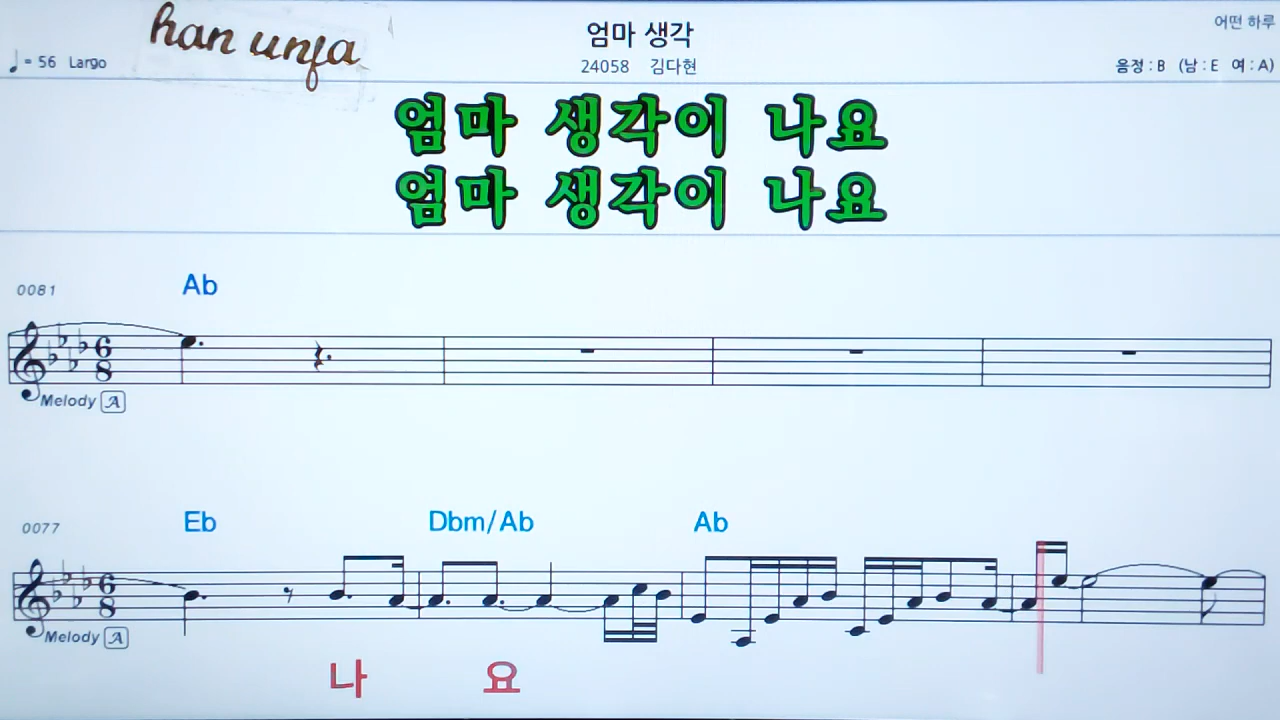 han unfa
엄마 생각
어떤 하루
♩= 56 Largo
24058 김다현
음정 : B (남 : E 여 : A)
엄마 생각이 나요
엄마 생각이 나요
0081
Ab
6
8
Melody A
0077
Eb Dbm/Ab Ab
6
8
Melody A
나 요